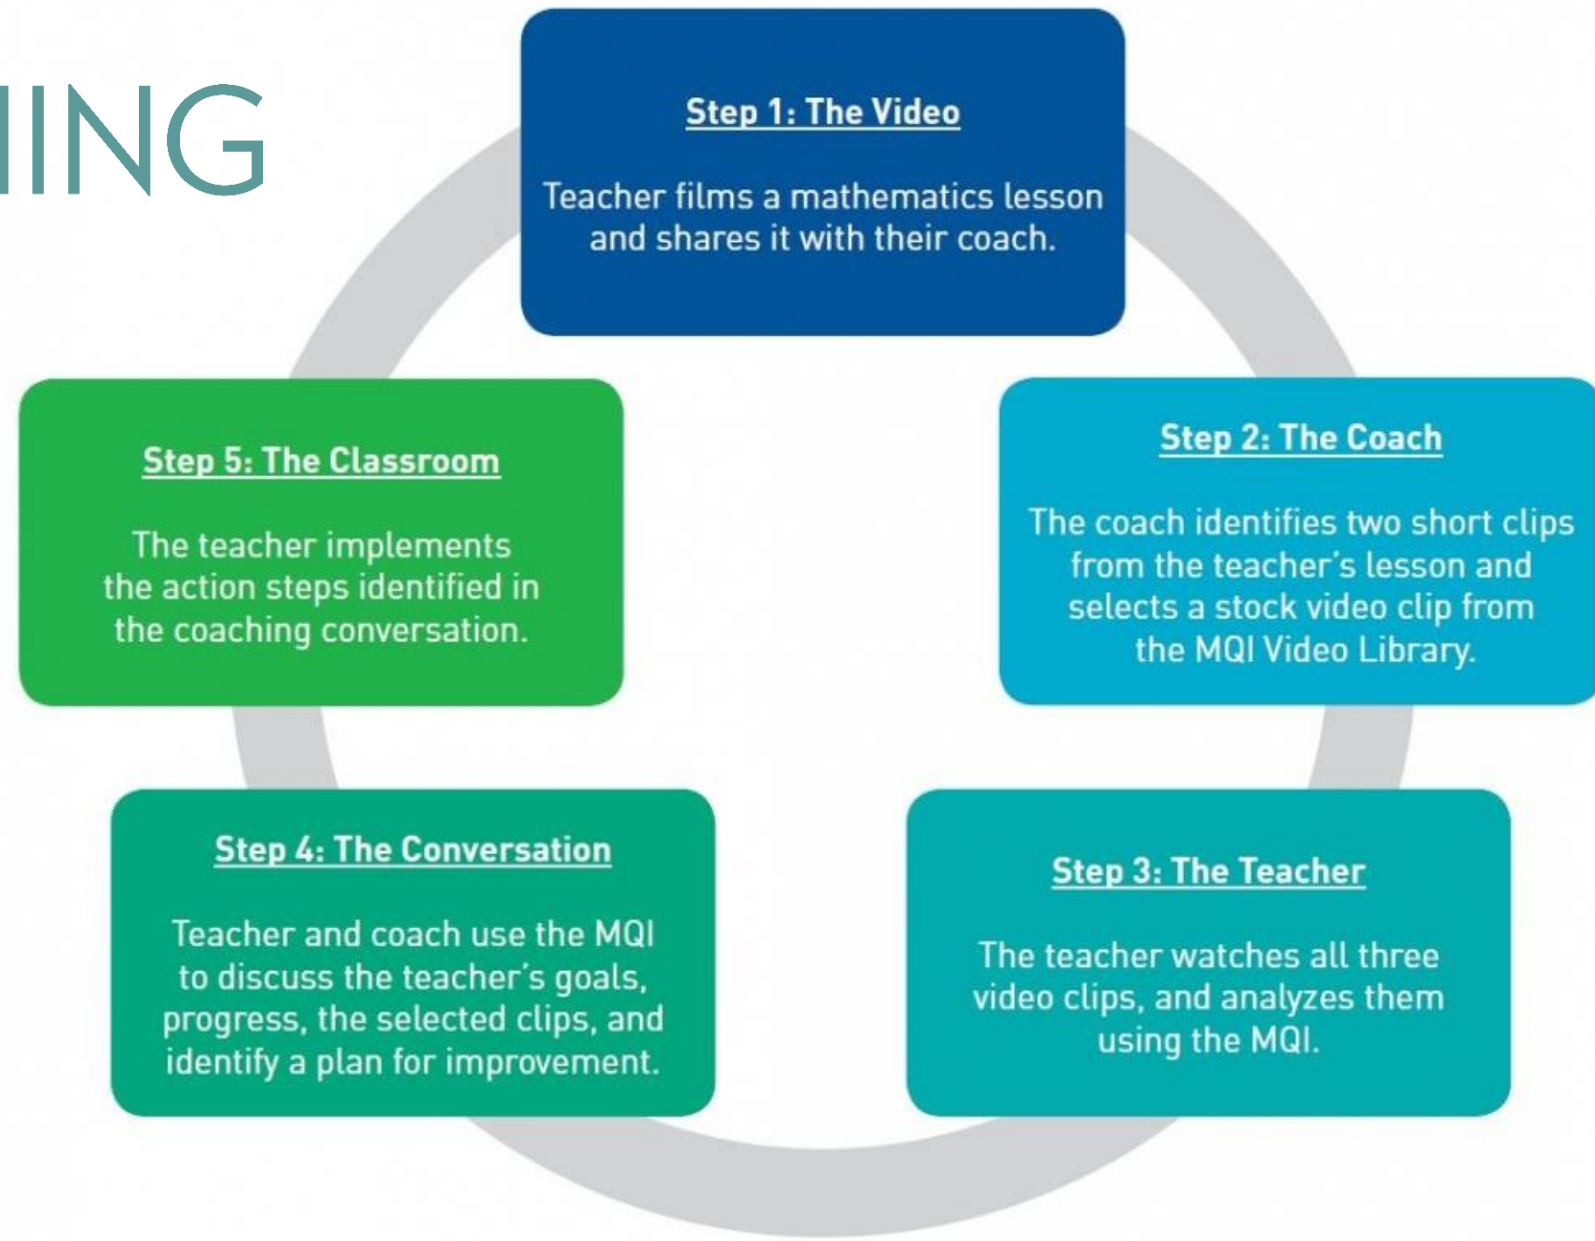 Step 1: The Video
Teacher films a mathematics lesson
and shares it with their coach.
Step 2: The Coach
The coach identifies two short clips
from the teacher's lesson and
selects a stock video clip from
the MQI Video Library.
Step 3: The Teacher
The teacher watches all three
video clips, and analyzes them
using the MQI.
Step 4: The Conversation
Teacher and coach use the MQI
to discuss the teacher's goals,
progress, the selected clips, and
identify a plan for improvement.
Step 5: The Classroom
The teacher implements
the action steps identified in
the coaching conversation.